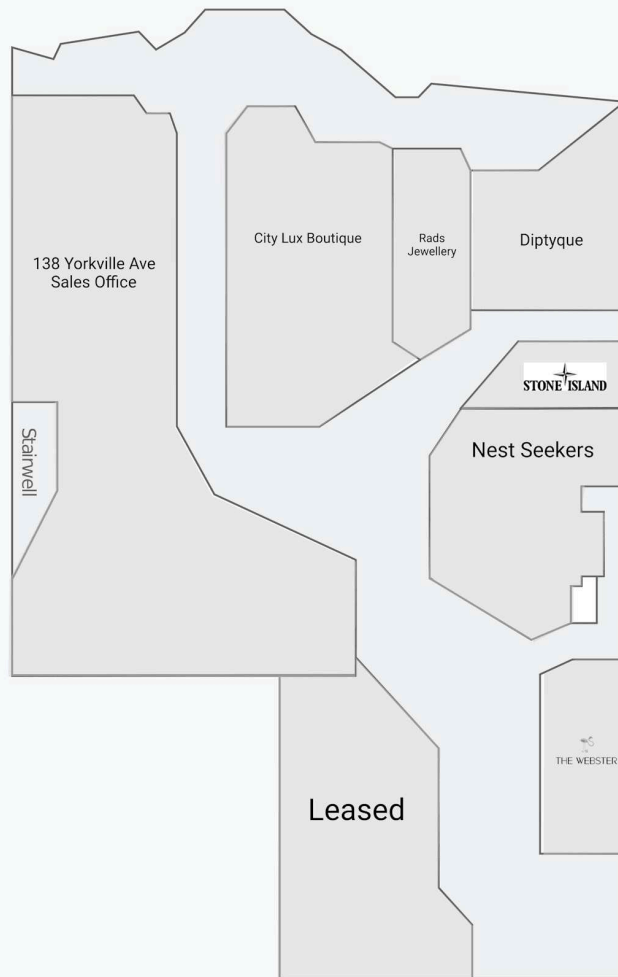 138 Yorkville Ave
Sales Office
City Lux Boutique
Rads
Jewellery
Diptyque
STONE ISLAND
Nest Seekers
Stairwell
THE WEBSTER
Leased